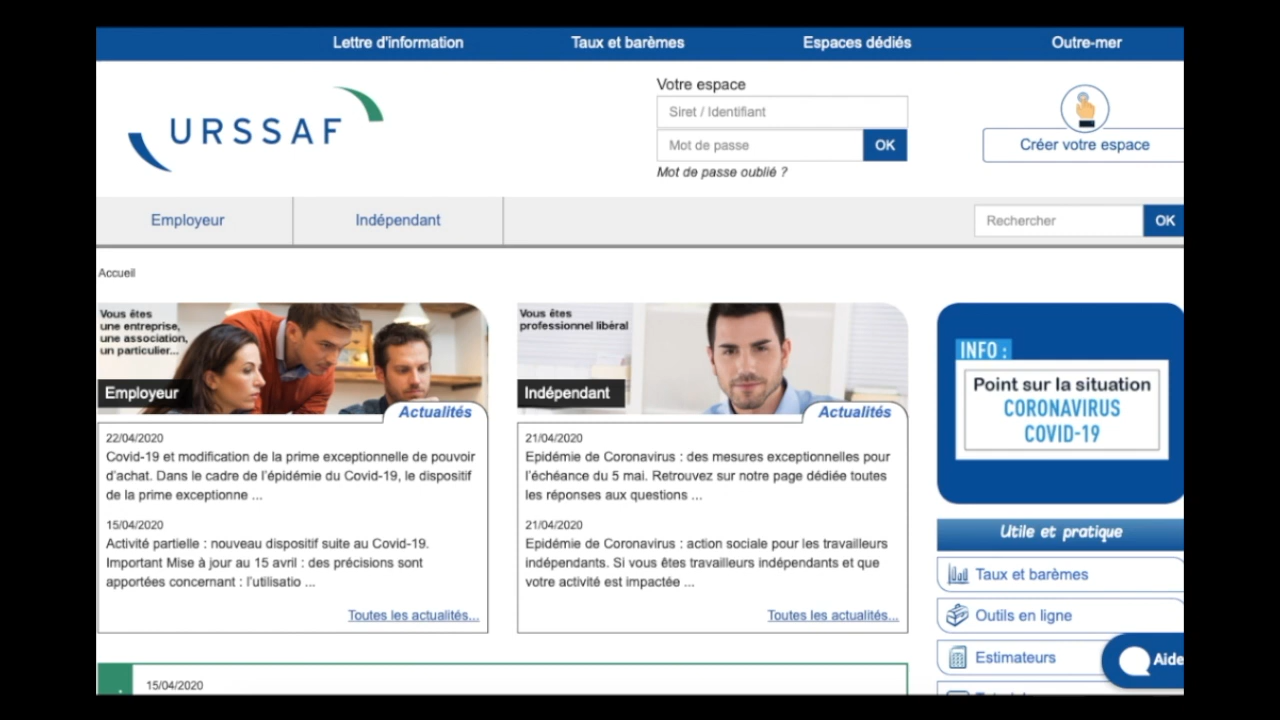 Lettre d'information
Taux et barèmes
Espaces dédiés
Outre-mer
URSSAF
Votre espace
Siret / Identifiant
Mot de passe
OK
Mot de passe oublié ?
Créer votre espace
Employeur
Indépendant
Rechercher
OK
Accueil
Vous êtes
une entreprise,
une association,
un particulier...
Employeur
Actualités
22/04/2020
Covid-19 et modification de la prime exceptionnelle de pouvoir
d'achat. Dans le cadre de l'épidémie du Covid-19, le dispositif
de la prime exceptionne ...
15/04/2020
Activité partielle : nouveau dispositif suite au Covid-19.
Important Mise à jour au 15 avril : des précisions sont
apportées concernant : l'utilisatio ...
Toutes les actualités...
Vous êtes
professionnel libéral
Indépendant
Actualités
21/04/2020
Epidémie de Coronavirus : des mesures exceptionnelles pour
l'échéance du 5 mai. Retrouvez sur notre page dédiée toutes
les réponses aux questions ...
21/04/2020
Epidémie de Coronavirus : action sociale pour les travailleurs
indépendants. Si vous êtes travailleurs indépendants et que
votre activité est impactée ...
Toutes les actualités...
INFO :
Point sur la situation
CORONAVIRUS
COVID-19
Utile et pratique
Taux et barèmes
Outils en ligne
Estimateurs
Aide
15/04/2020